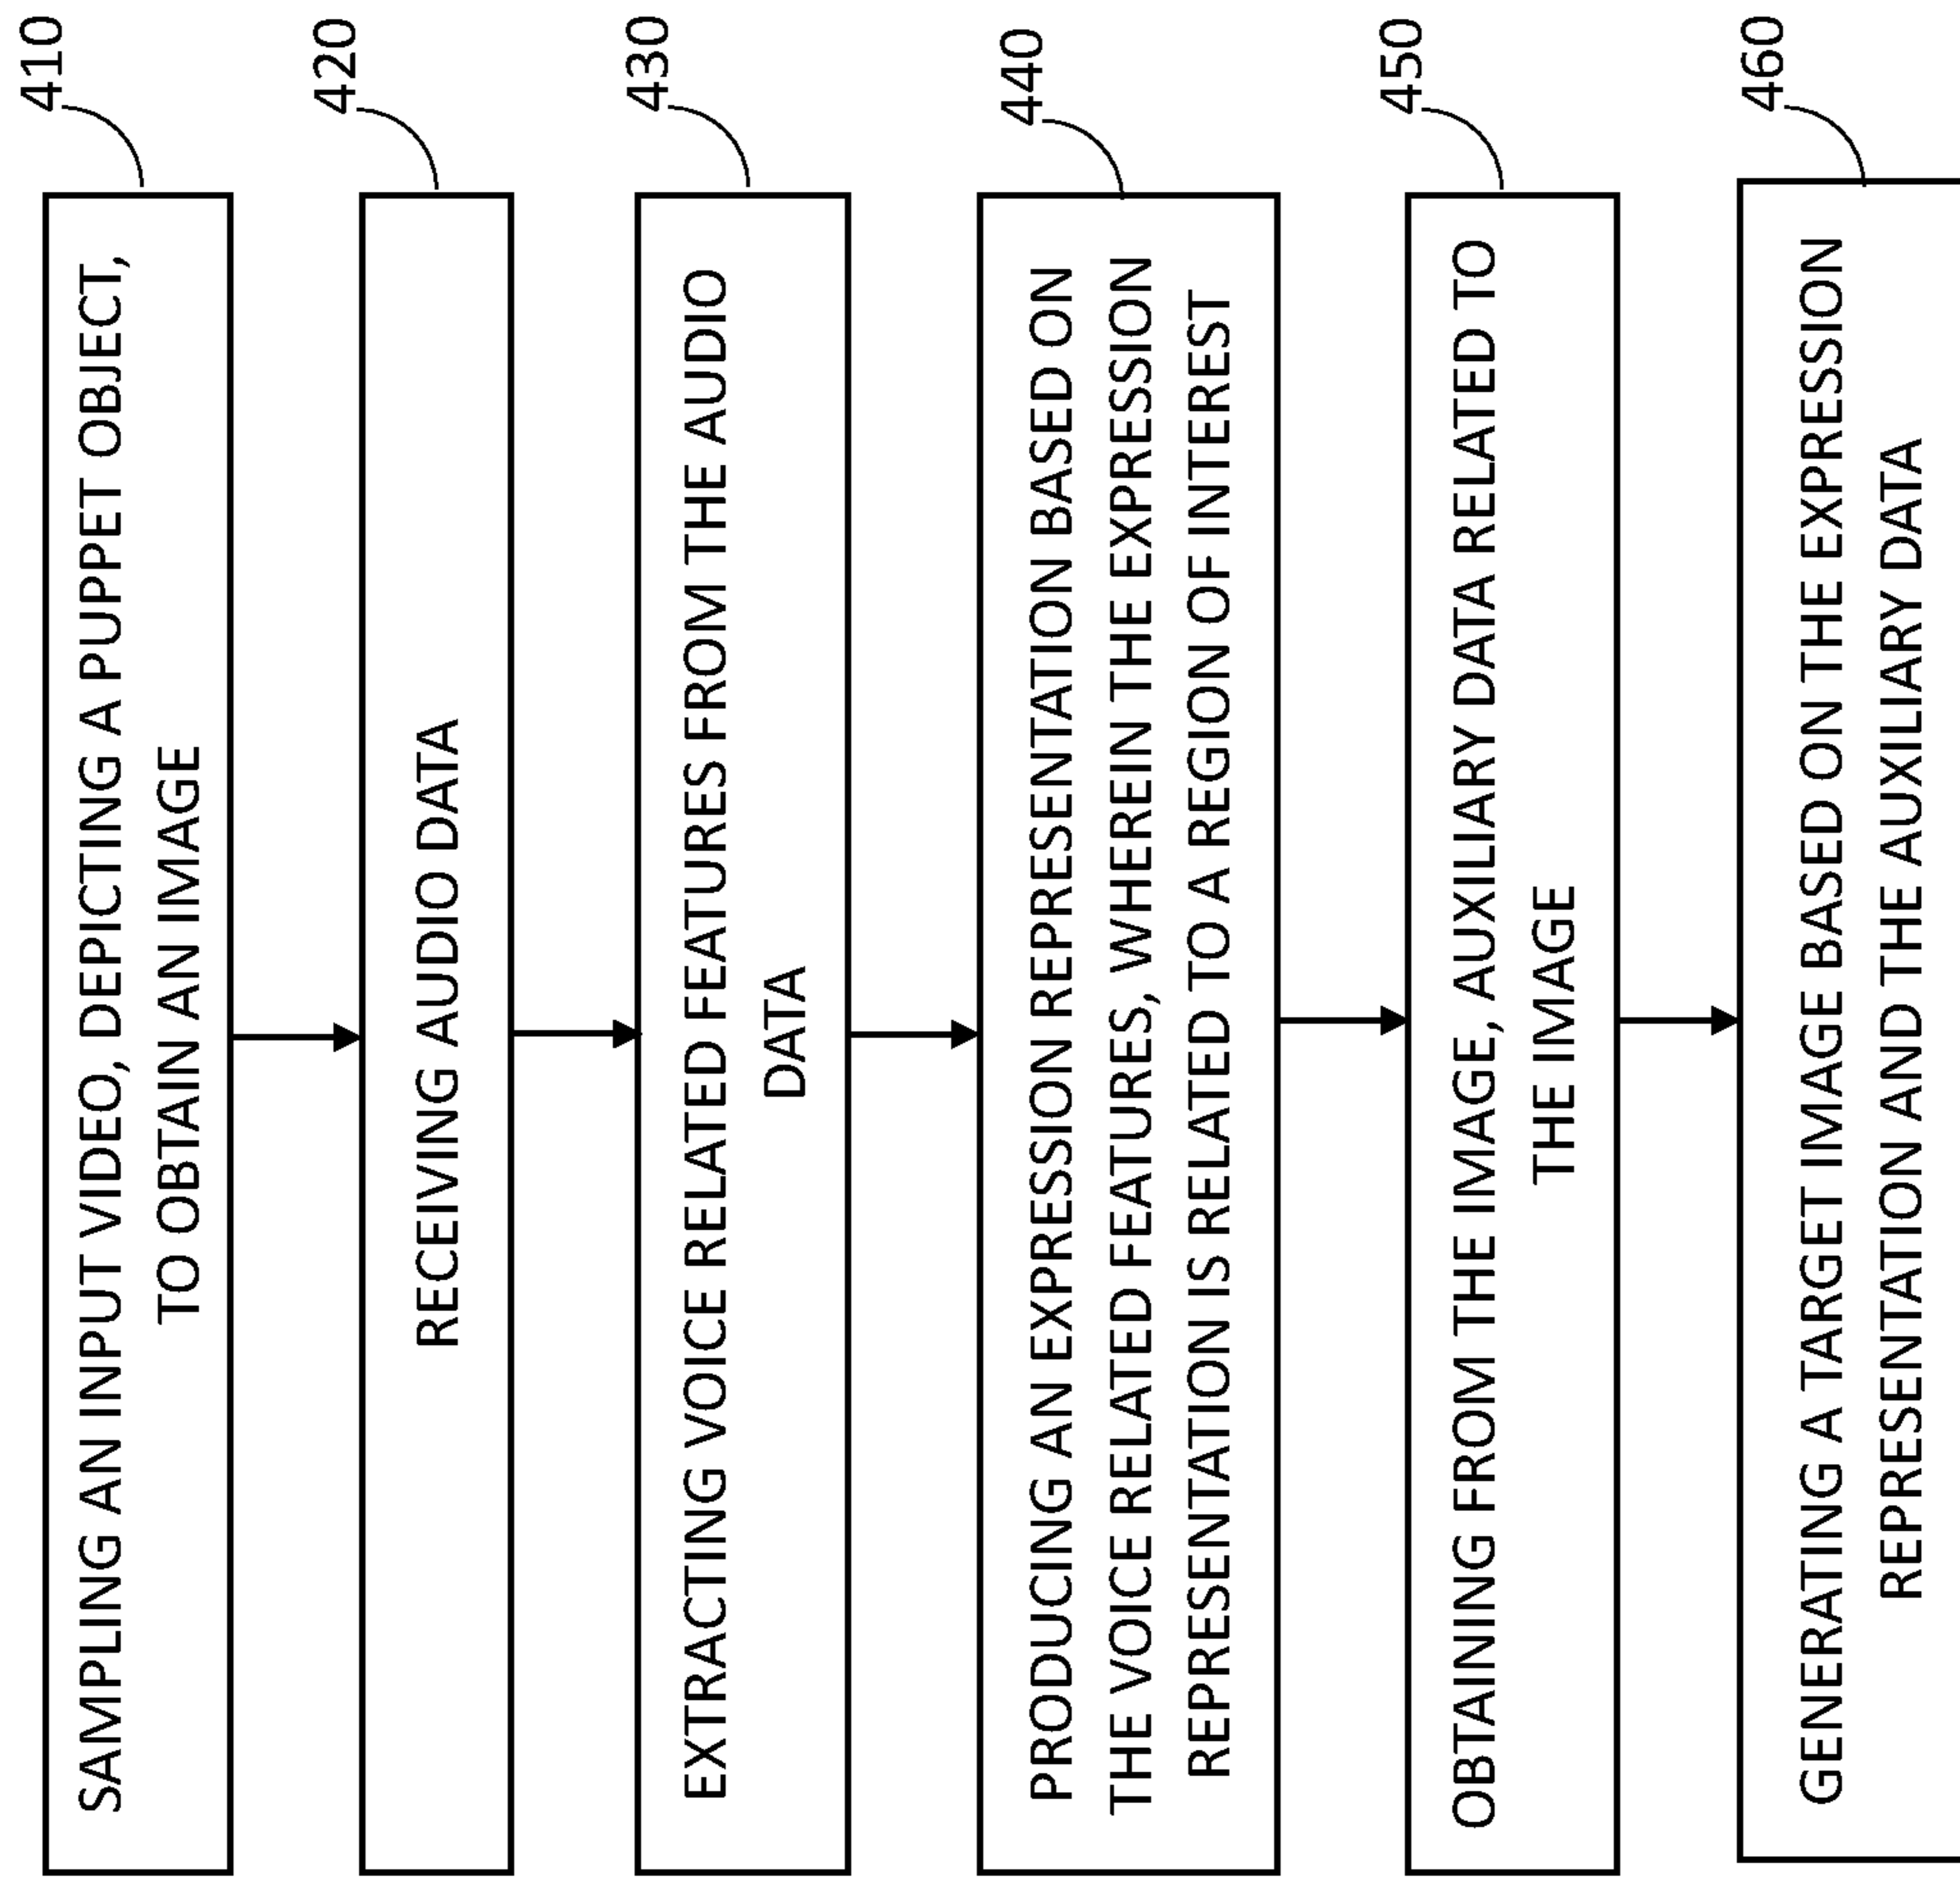 410
SAMPLING AN INPUT VIDEO, DEPICTING A PUPPET OBJECT,
TO OBTAIN AN IMAGE
420
RECEIVING AUDIO DATA
430
EXTRACTING VOICE RELATED FEATURES FROM THE AUDIO
DATA
440
PRODUCING AN EXPRESSION REPRESENTATION BASED ON
THE VOICE RELATED FEATURES, WHEREIN THE EXPRESSION
REPRESENTATION IS RELATED TO A REGION OF INTEREST
450
OBTAINING FROM THE IMAGE, AUXILIARY DATA RELATED TO
THE IMAGE
460
GENERATING A TARGET IMAGE BASED ON THE EXPRESSION
REPRESENTATION AND THE AUXILIARY DATA